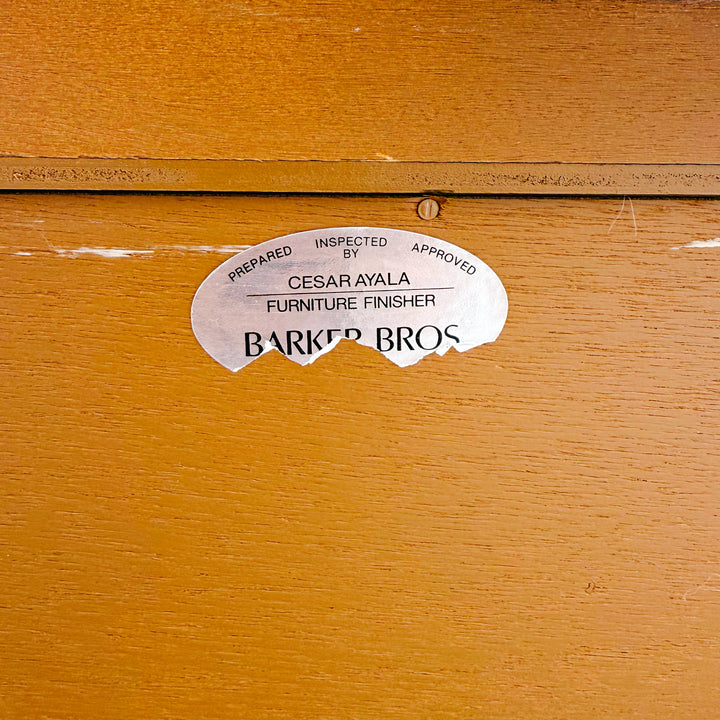 PREPARED INSPECTED APPROVED
BY
CESAR AYALA
FURNITURE FINISHER
BARKER BROS